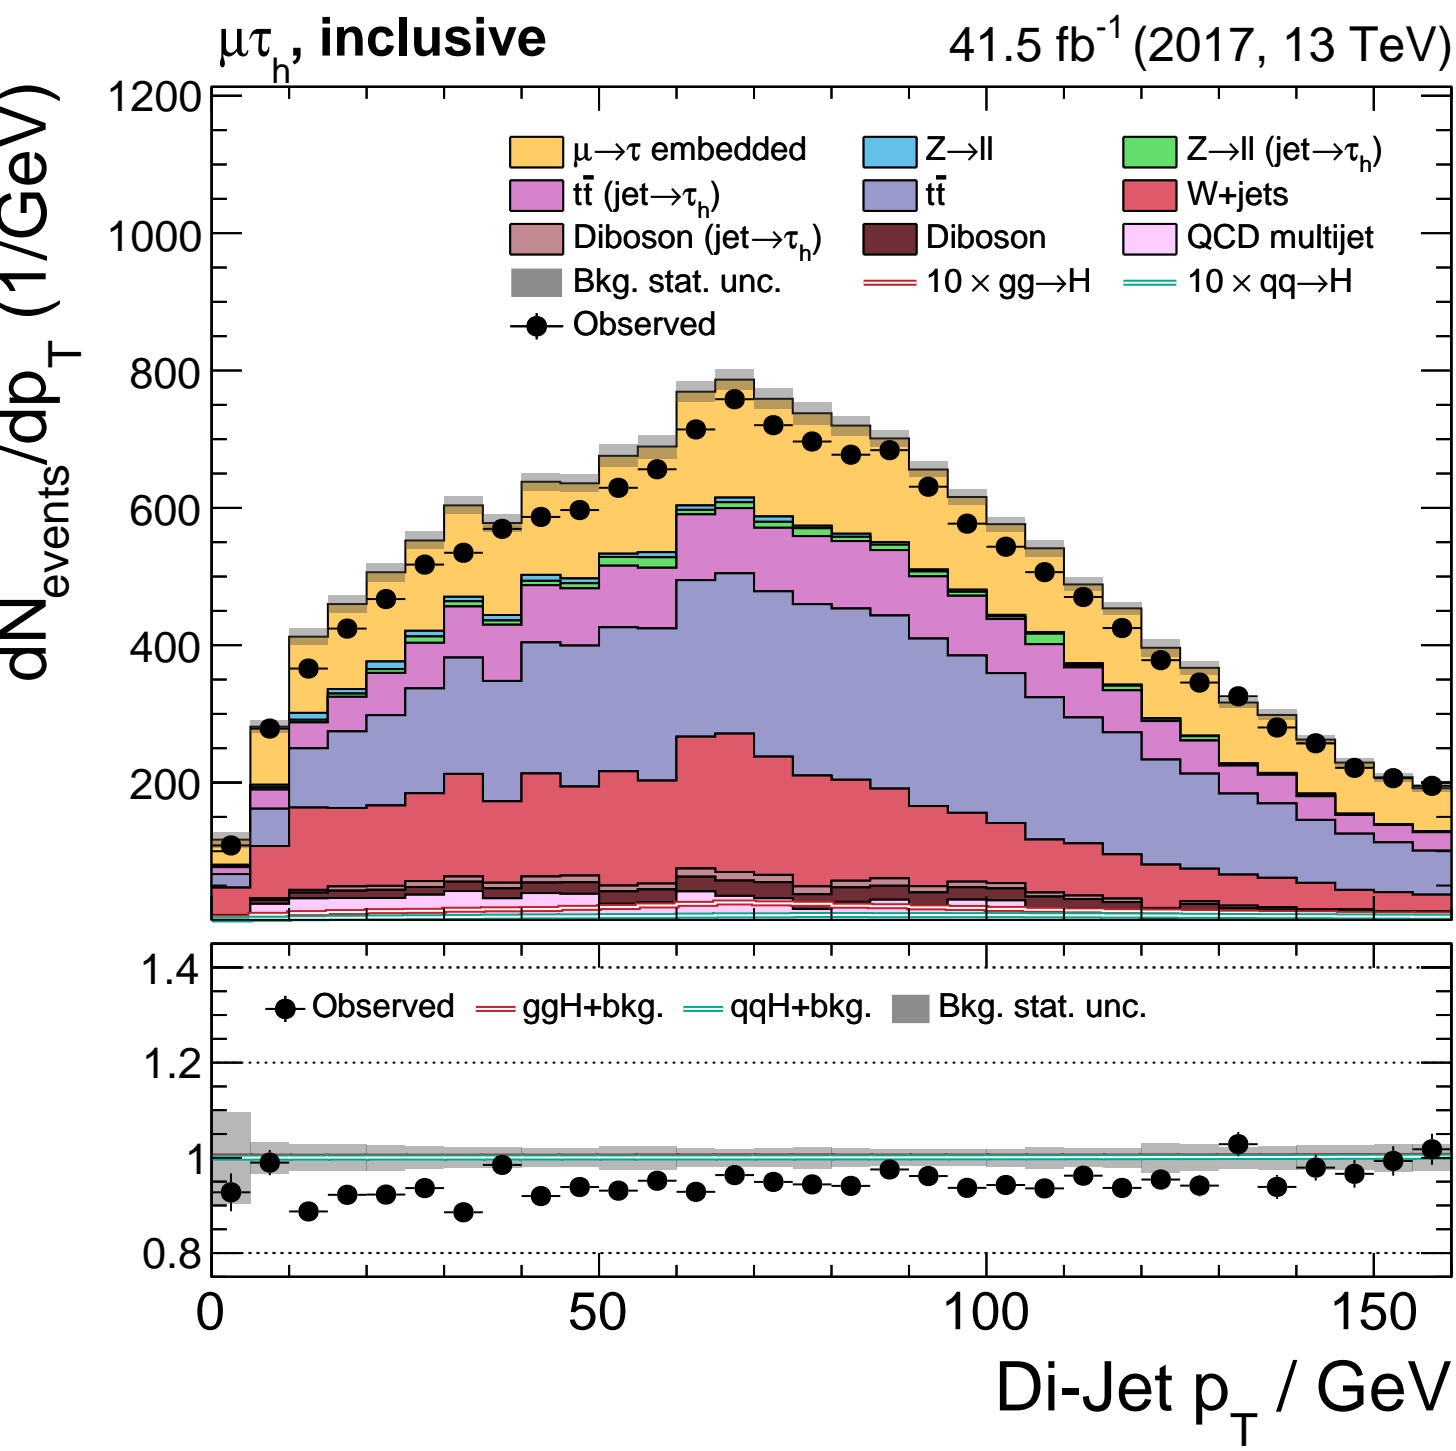 μτh, inclusive
41.5 fb-1 (2017, 13 TeV)
1200
1000
800
600
400
200
dNevents/dpT (1/GeV)
μ→τ embedded
Z→ll
Z→ll (jet→τh)
tt̄ (jet→τh)
tt̄
W+jets
Diboson (jet→τh)
Diboson
QCD multijet
Bkg. stat. unc.
10 × gg→H
10 × qq→H
Observed
1.4
1.2
1
0.8
Observed
ggH+bkg.
qqH+bkg.
Bkg. stat. unc.
0
50
100
150
Di-Jet pT / GeV